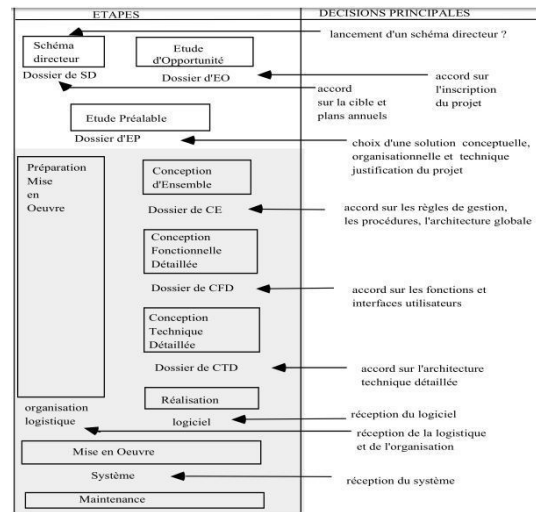 ETAPES
DECISIONS PRINCIPALES
lancement d'un schéma directeur ?
Schéma
directeur
Dossier de SD
Etude
d'Opportunité
Dossier d'EO
accord
sur la cible et
plans annuels
accord sur
l'inscription
du projet
Etude Préalable
Dossier d'EP
choix d'une solution conceptuelle,
organisationnelle et technique
justification du projet
Préparation
Mise
en
Oeuvre
Conception
d'Ensemble
Dossier de CE
accord sur les règles de gestion,
les procédures, l'architecture globale
Conception
Fonctionnelle
Détaillée
Dossier de CFD
accord sur les fonctions et
interfaces utilisateurs
Conception
Technique
Détaillée
Dossier de CTD
accord sur l'architecture
technique détaillée
Réalisation
logiciel
réception du logiciel
organisation
logistique
réception de la logistique
et de l'organisation
Mise en Oeuvre
Système
réception du système
Maintenance